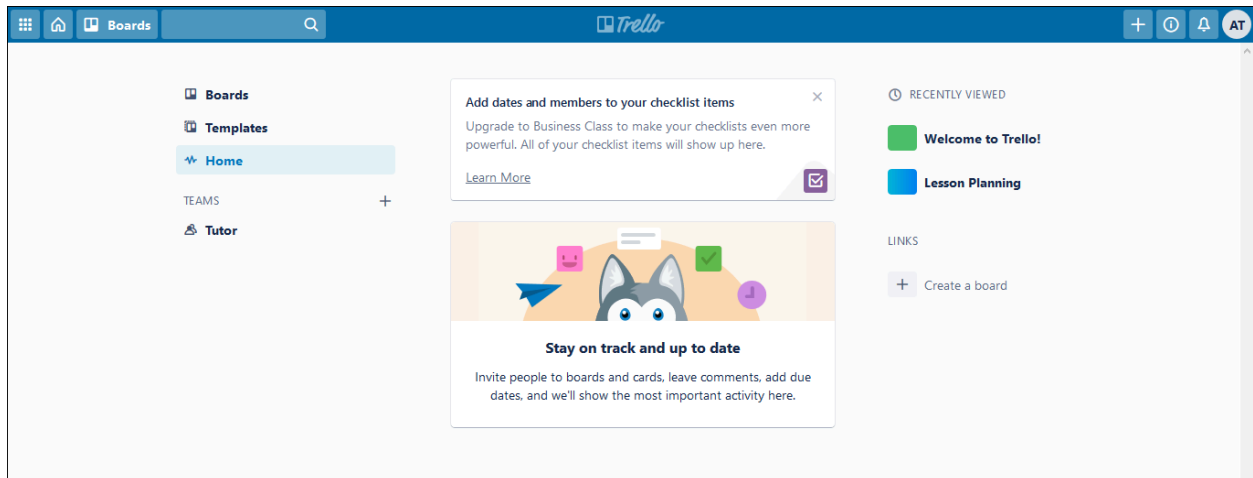 Boards
Trello
AT
Boards
Templates
Home
TEAMS
Tutor
Add dates and members to your checklist items
Upgrade to Business Class to make your checklists even more
powerful. All of your checklist items will show up here.
Learn More
Stay on track and up to date
Invite people to boards and cards, leave comments, add due
dates, and we'll show the most important activity here.
RECENTLY VIEWED
Welcome to Trello!
Lesson Planning
LINKS
Create a board